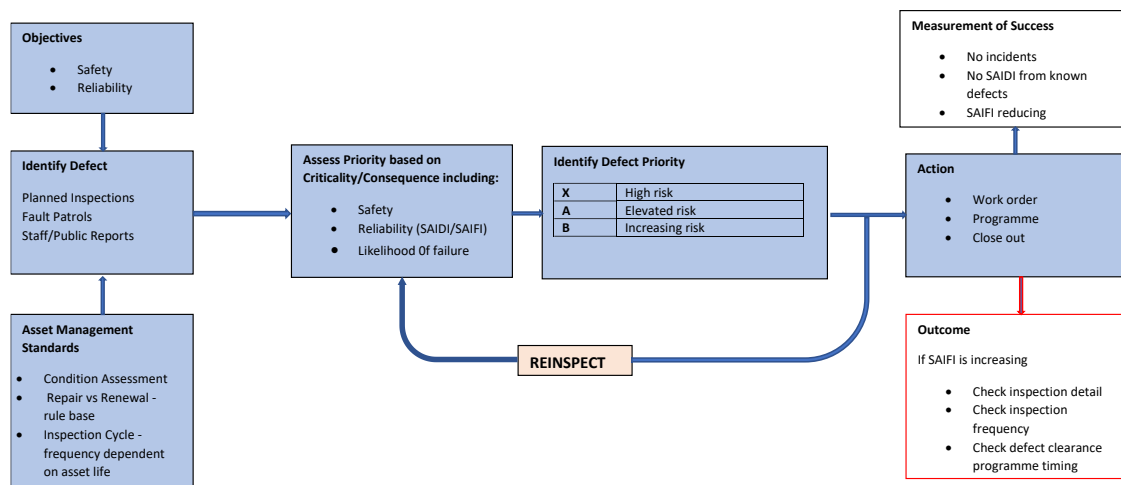 Objectives
• Safety
• Reliability
Identify Defect
Planned Inspections
Fault Patrols
Staff/Public Reports
Asset Management
Standards
• Condition Assessment
• Repair vs Renewal -
rule base
• Inspection Cycle -
frequency dependent
on asset life
Assess Priority based on
Criticality/Consequence including:
• Safety
• Reliability (SAIDI/SAIFI)
• Likelihood 0f failure
Identify Defect Priority
X High risk
A Elevated risk
B Increasing risk
REINSPECT
Measurement of Success
• No incidents
• No SAIDI from known
defects
• SAIFI reducing
Action
• Work order
• Programme
• Close out
Outcome
If SAIFI is increasing
• Check inspection detail
• Check inspection
frequency
• Check defect clearance
programme timing